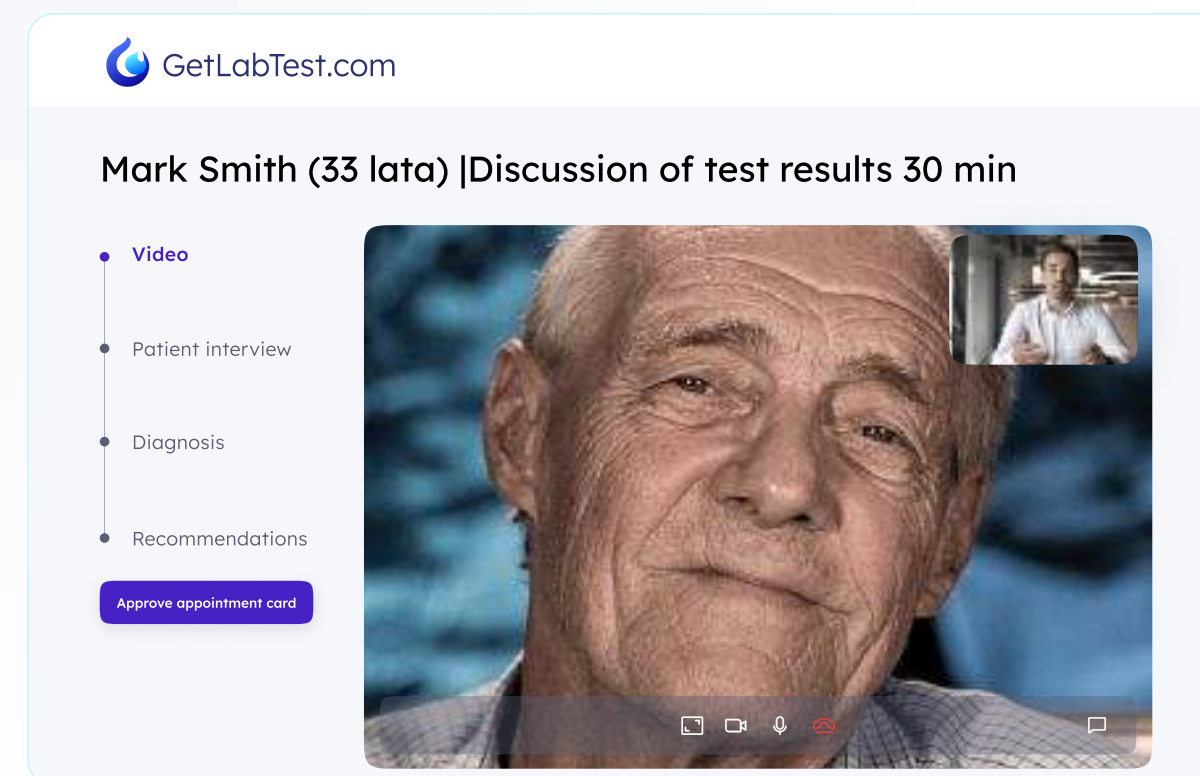 GetLabTest.com
Mark Smith (33 lata) |Discussion of test results 30 min
Video
Patient interview
Diagnosis
Recommendations
Approve appointment card